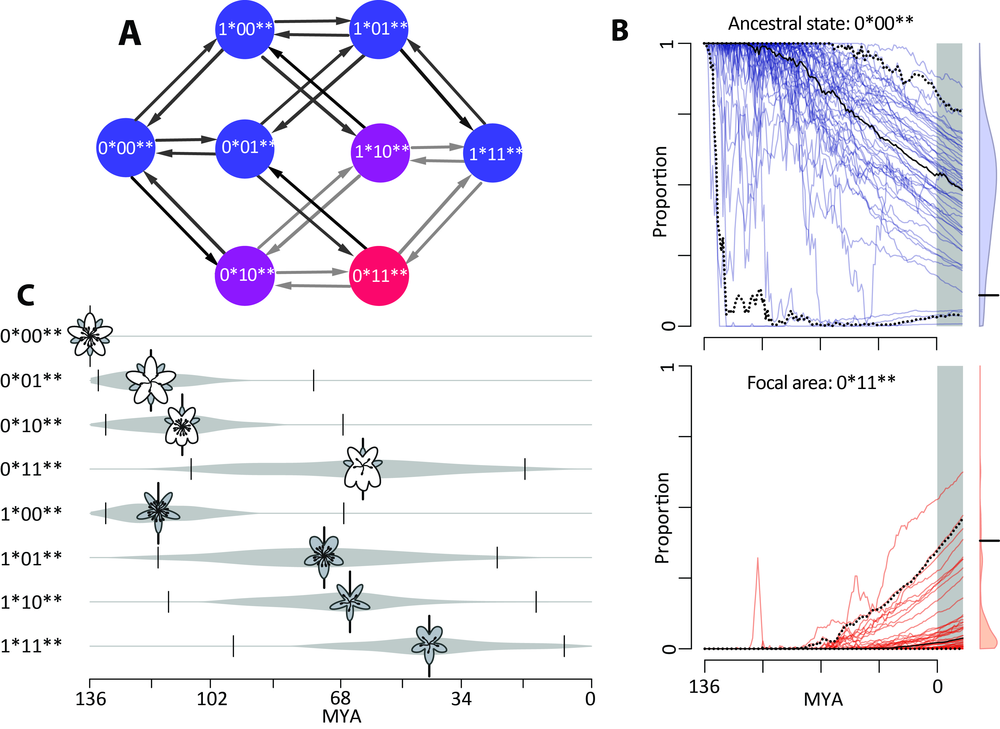 A
1*00**
1*01**
0*00**
0*01**
1*10**
1*11**
0*10**
0*11**
B
Ancestral state: 0*00**
1
Proportion
0
1
Focal area: 0*11**
Proportion
0
136
0
MYA
C
0*00**
0*01**
0*10**
0*11**
1*00**
1*01**
1*10**
1*11**
136 102 68 34 0
MYA